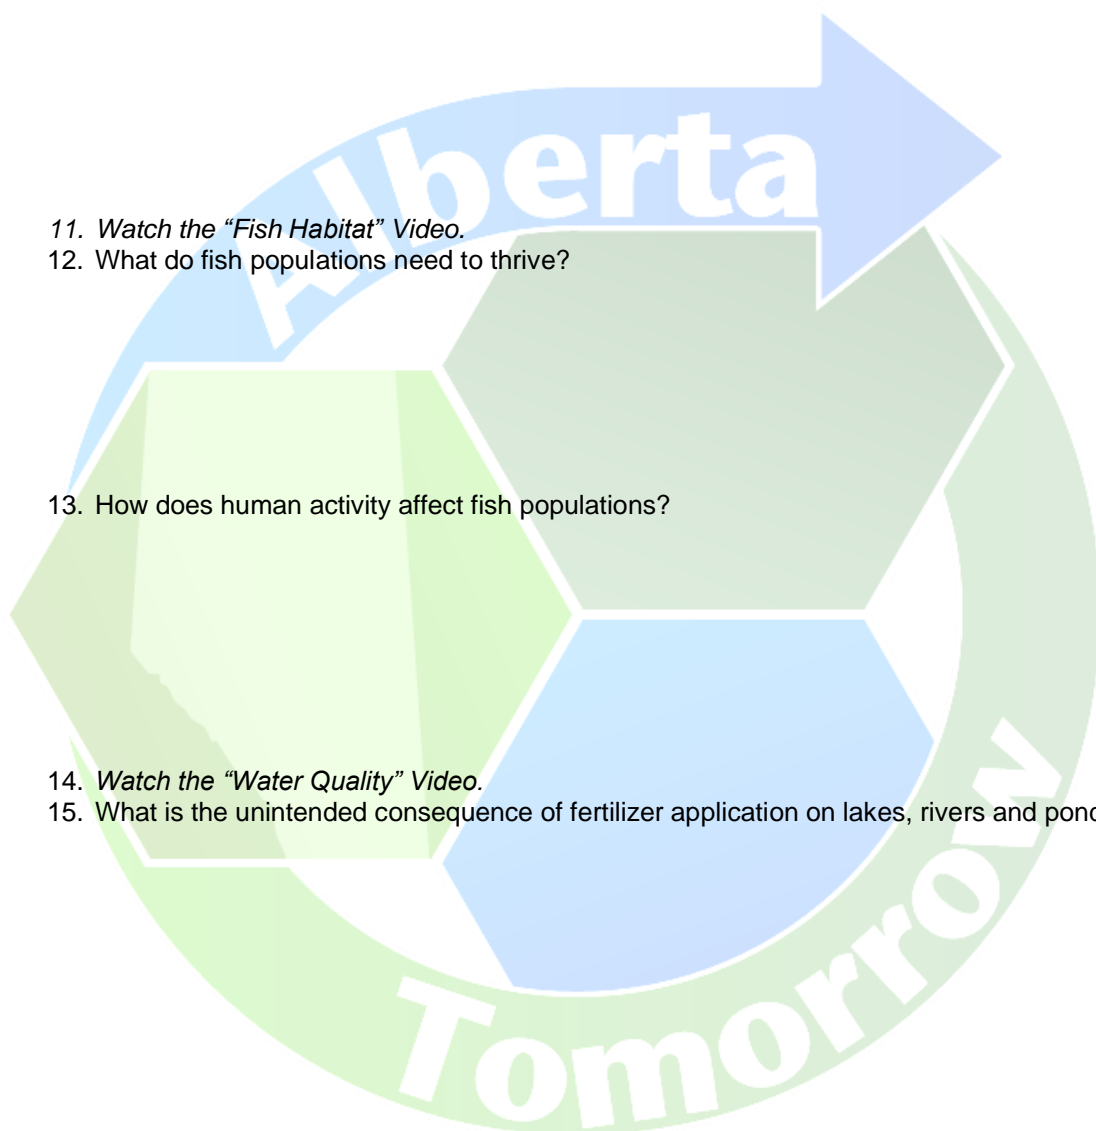 Alberta
11. Watch the “Fish Habitat” Video.
12. What do fish populations need to thrive?
13. How does human activity affect fish populations?
14. Watch the “Water Quality” Video.
15. What is the unintended consequence of fertilizer application on lakes, rivers and
Tomorrow